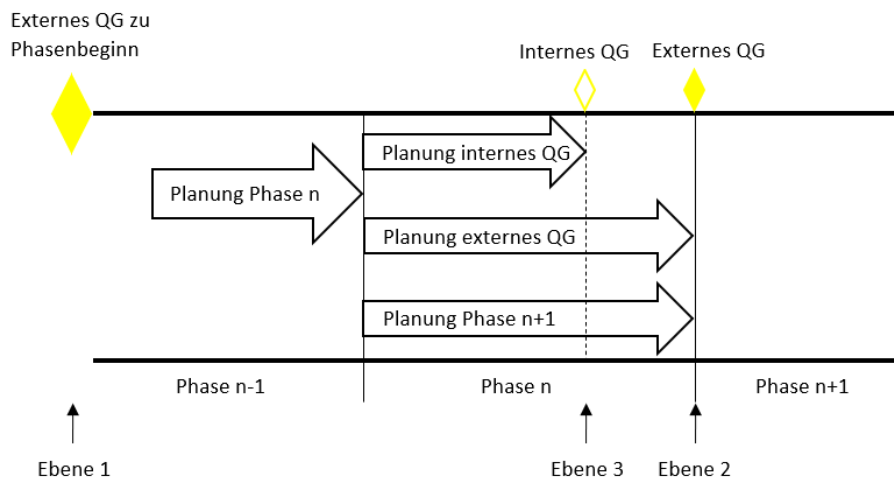 Externes QG zu
Phasenbeginn
Internes QG
Externes QG
Planung internes QG
Planung Phase n
Planung externes QG
Planung Phase n+1
Phase n-1
Phase n
Phase n+1
Ebene 1
Ebene 3
Ebene 2